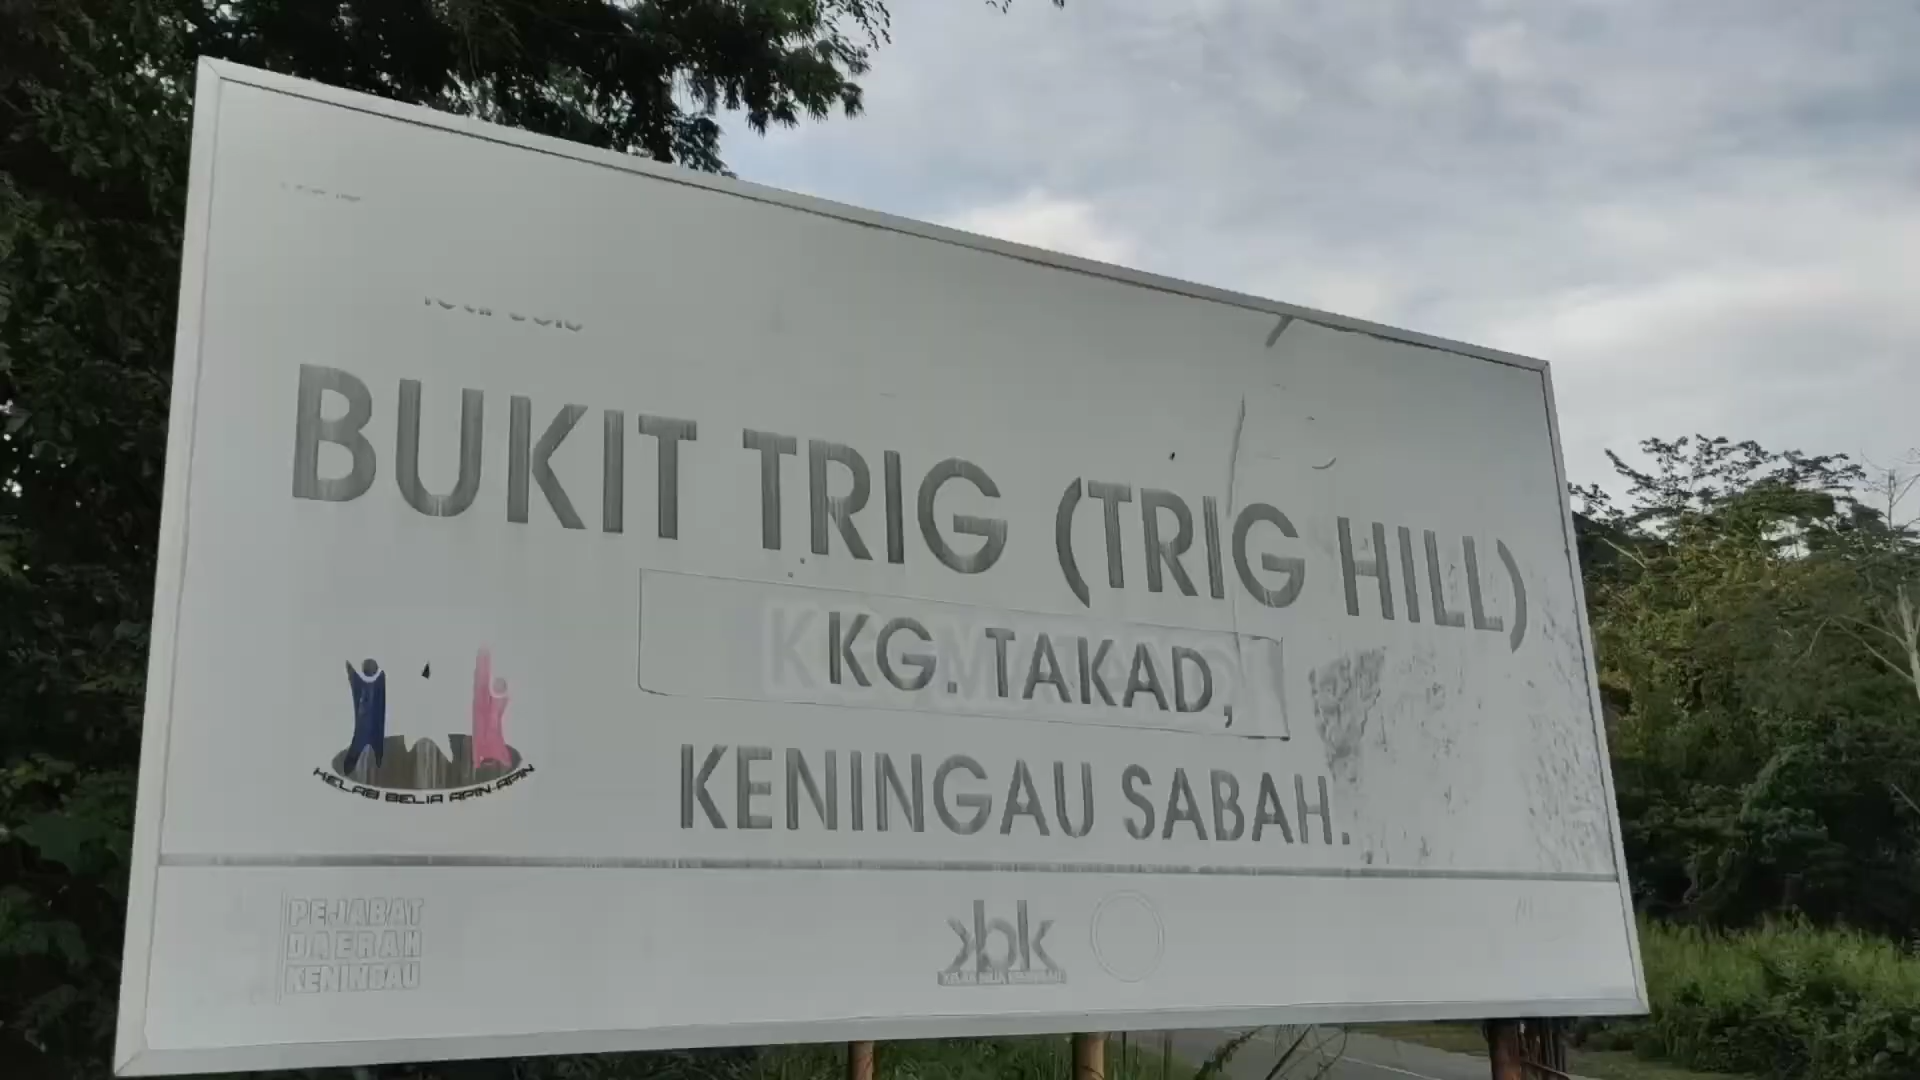 BUKIT TRIG (TRIG HILL)
KG. TAKAD,
KENINGAU SABAH.
KELAB BELIA APIN-APIN
PEJABAT
DAERAH
KENINGAU
kbk